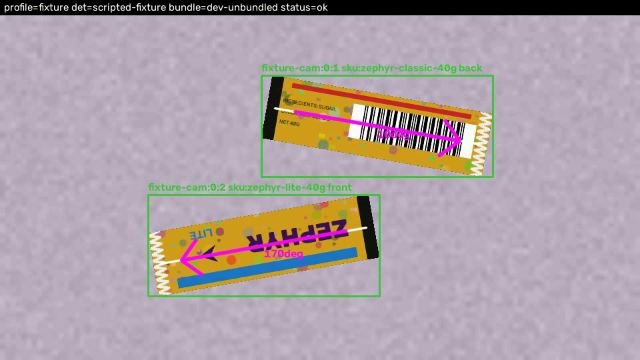 profile=fixture det=scripted-fixture bundle=dev-unbundled status=ok
fixture-cam:0:1 sku:zephyr-classic-40g back
INGREDIENTS: SUGAR,
NET 40G
fixture-cam:0:2 sku:zephyr-lite-40g front
LITE
ZEPHYR
170deg